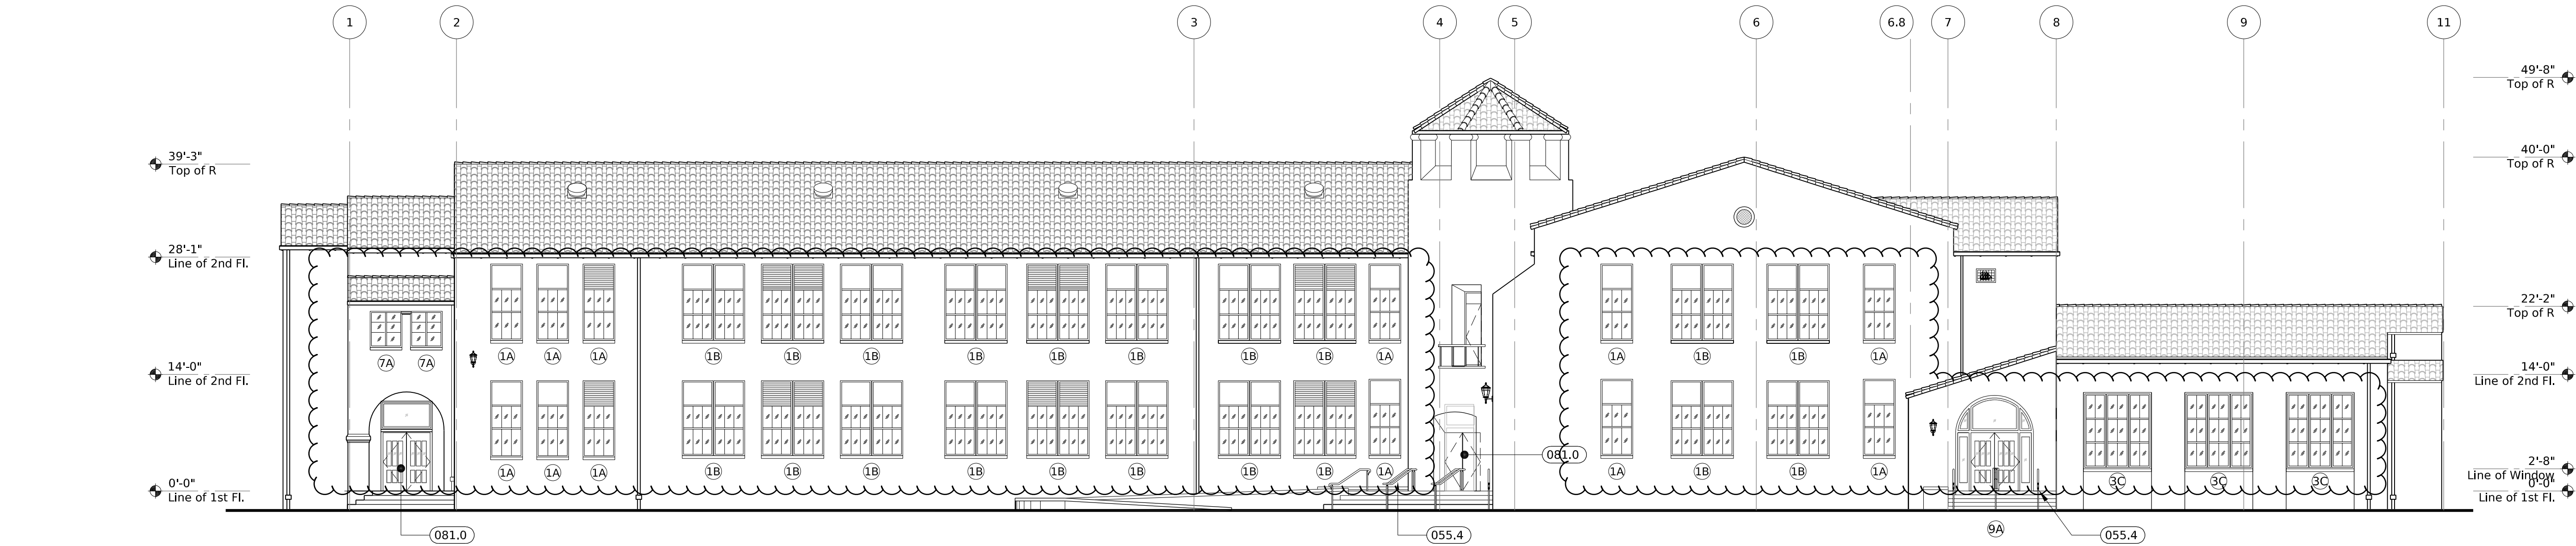 1 2 3 4 5 6 6.8 7 8 9 11
49'-8"
Top of R
39'-3"
Top of R
40'-0"
Top of R
28'-1"
Line of 2nd Fl.
22'-2"
Top of R
1A 1A 1A 1B 1B 1B 1B 1B 1B 1B 1B 1A 1A 1B 1B 1A
7A 7A
14'-0"
Line of 2nd Fl.
14'-0"
Line of 2nd Fl.
081.0
2'-8"
Line of Window
1A 1A 1A 1B 1B 1B 1B 1B 1B 1B 1B 1A 1A 1B 1B 1A
3C 3C 3C
0'-0"
Line of 1st Fl.
0'-0"
Line of 1st Fl.
9A
081.0 055.4 055.4